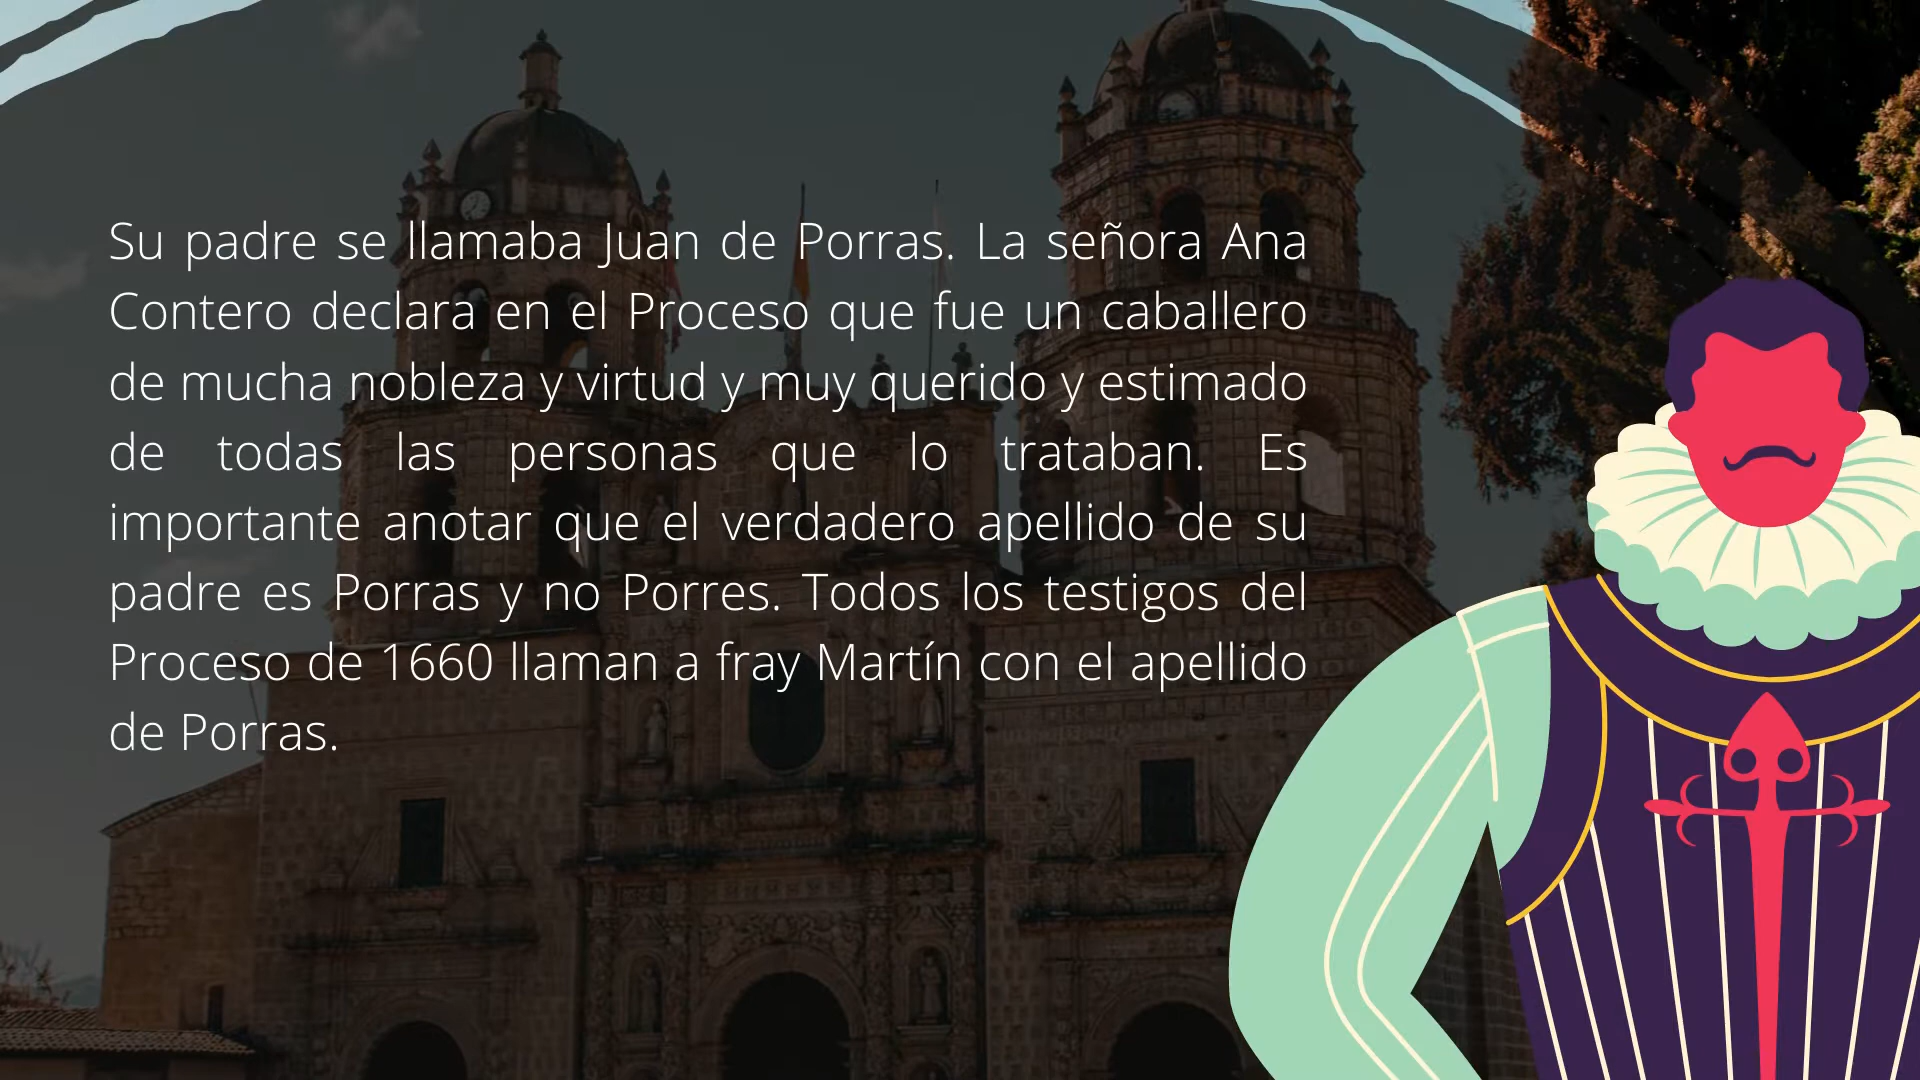 Su padre se llamaba Juan de Porras. La señora Ana
Contero declara en el Proceso que fue un caballero
de mucha nobleza y virtud y muy querido y estimado
de todas las personas que lo trataban. Es
importante anotar que el verdadero apellido de su
padre es Porras y no Porres. Todos los testigos del
Proceso de 1660 llaman a fray Martín con el apellido
de Porras.